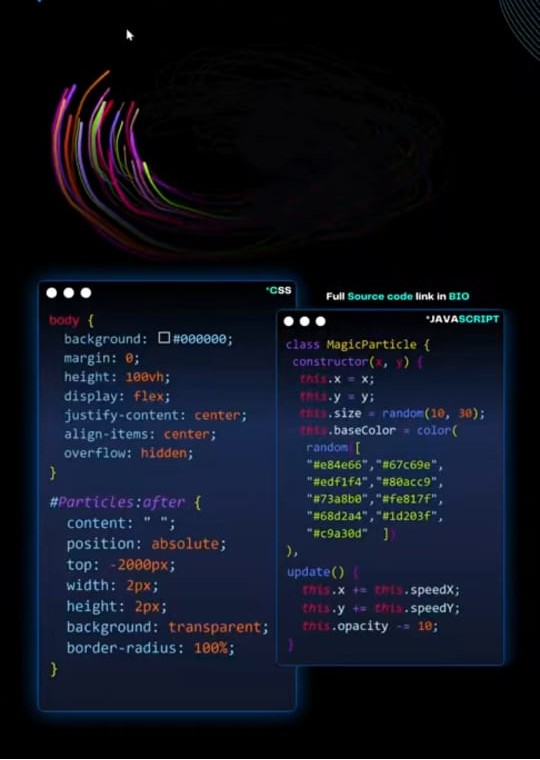 *CSS
body {
background: #000000;
margin: 0;
height: 100vh;
display: flex;
justify-content: center;
align-items: center;
overflow: hidden;
}
#Particles:after {
content: " ";
position: absolute;
top: -2000px;
width: 2px;
height: 2px;
background: transparent;
border-radius: 100%;
}
Full Source code link in BIO
*JAVASCRIPT
class MagicParticle {
constructor(x, y) {
this.x = x;
this.y = y;
this.size = random(10, 30);
this.baseColor = color(
random[
"#e84e66","#67c69e",
"#edf1f4","#80acc9",
"#73a8b0","#fe817f",
"#68d2a4","#1d203f",
"#c9a30d" ])
),
update() {
this.x += this.speedX;
this.y += this.speedY;
this.opacity -= 10;
}